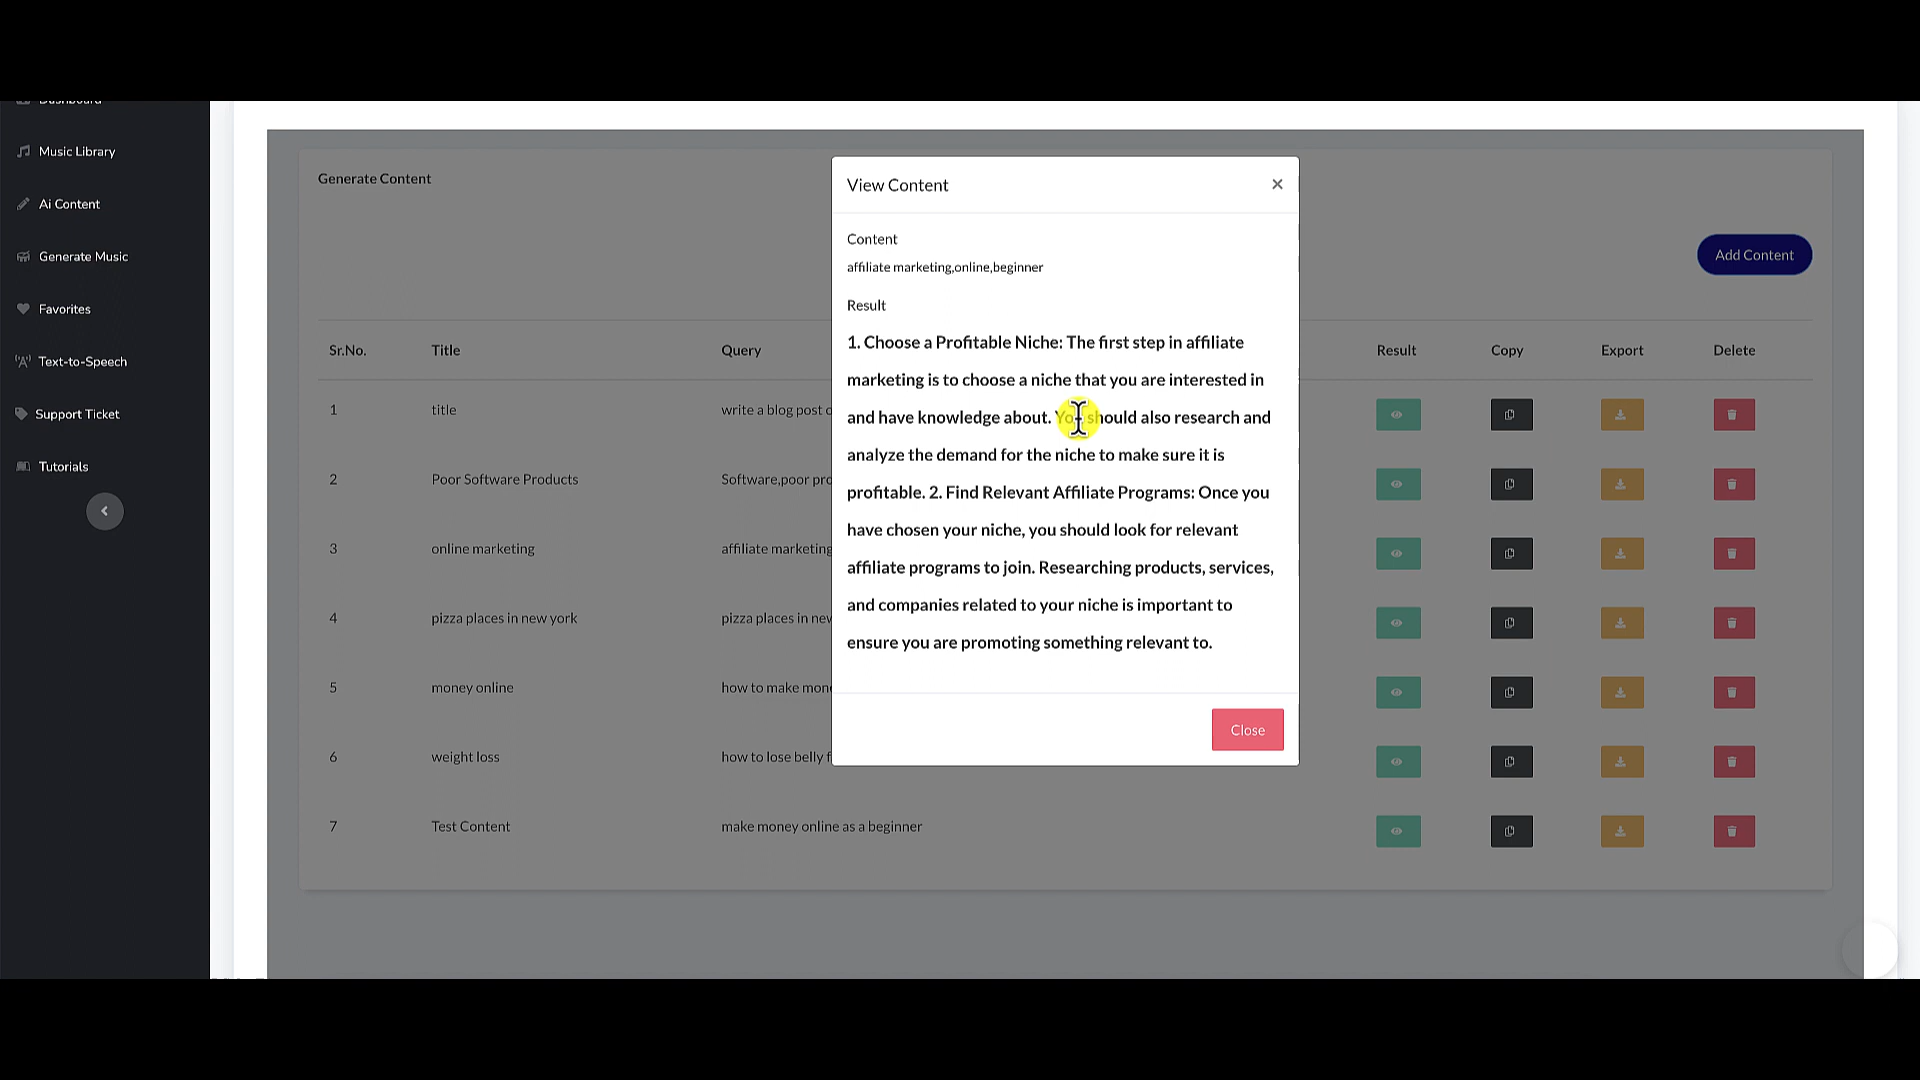 Dashboard
Music Library
Ai Content
Generate Music
Favorites
Text-to-Speech
Support Ticket
Tutorials
Generate Content
Add Content
Sr.No. Title Query Result Copy Export Delete
1 title write a blog post
2 Poor Software Products Software,poor
3 online marketing affiliate marketing
4 pizza places in new york pizza places in
5 money online how to make
6 weight loss how to lose belly
7 Test Content make money online as a beginner
View Content ×
Content
affiliate marketing,online,beginner
Result
1. Choose a Profitable Niche: The first step in affiliate
marketing is to choose a niche that you are interested in
and have knowledge about. You should also research and
analyze the demand for the niche to make sure it is
profitable. 2. Find Relevant Affiliate Programs: Once you
have chosen your niche, you should look for relevant
affiliate programs to join. Researching products, services,
and companies related to your niche is important to
ensure you are promoting something relevant to.
Close